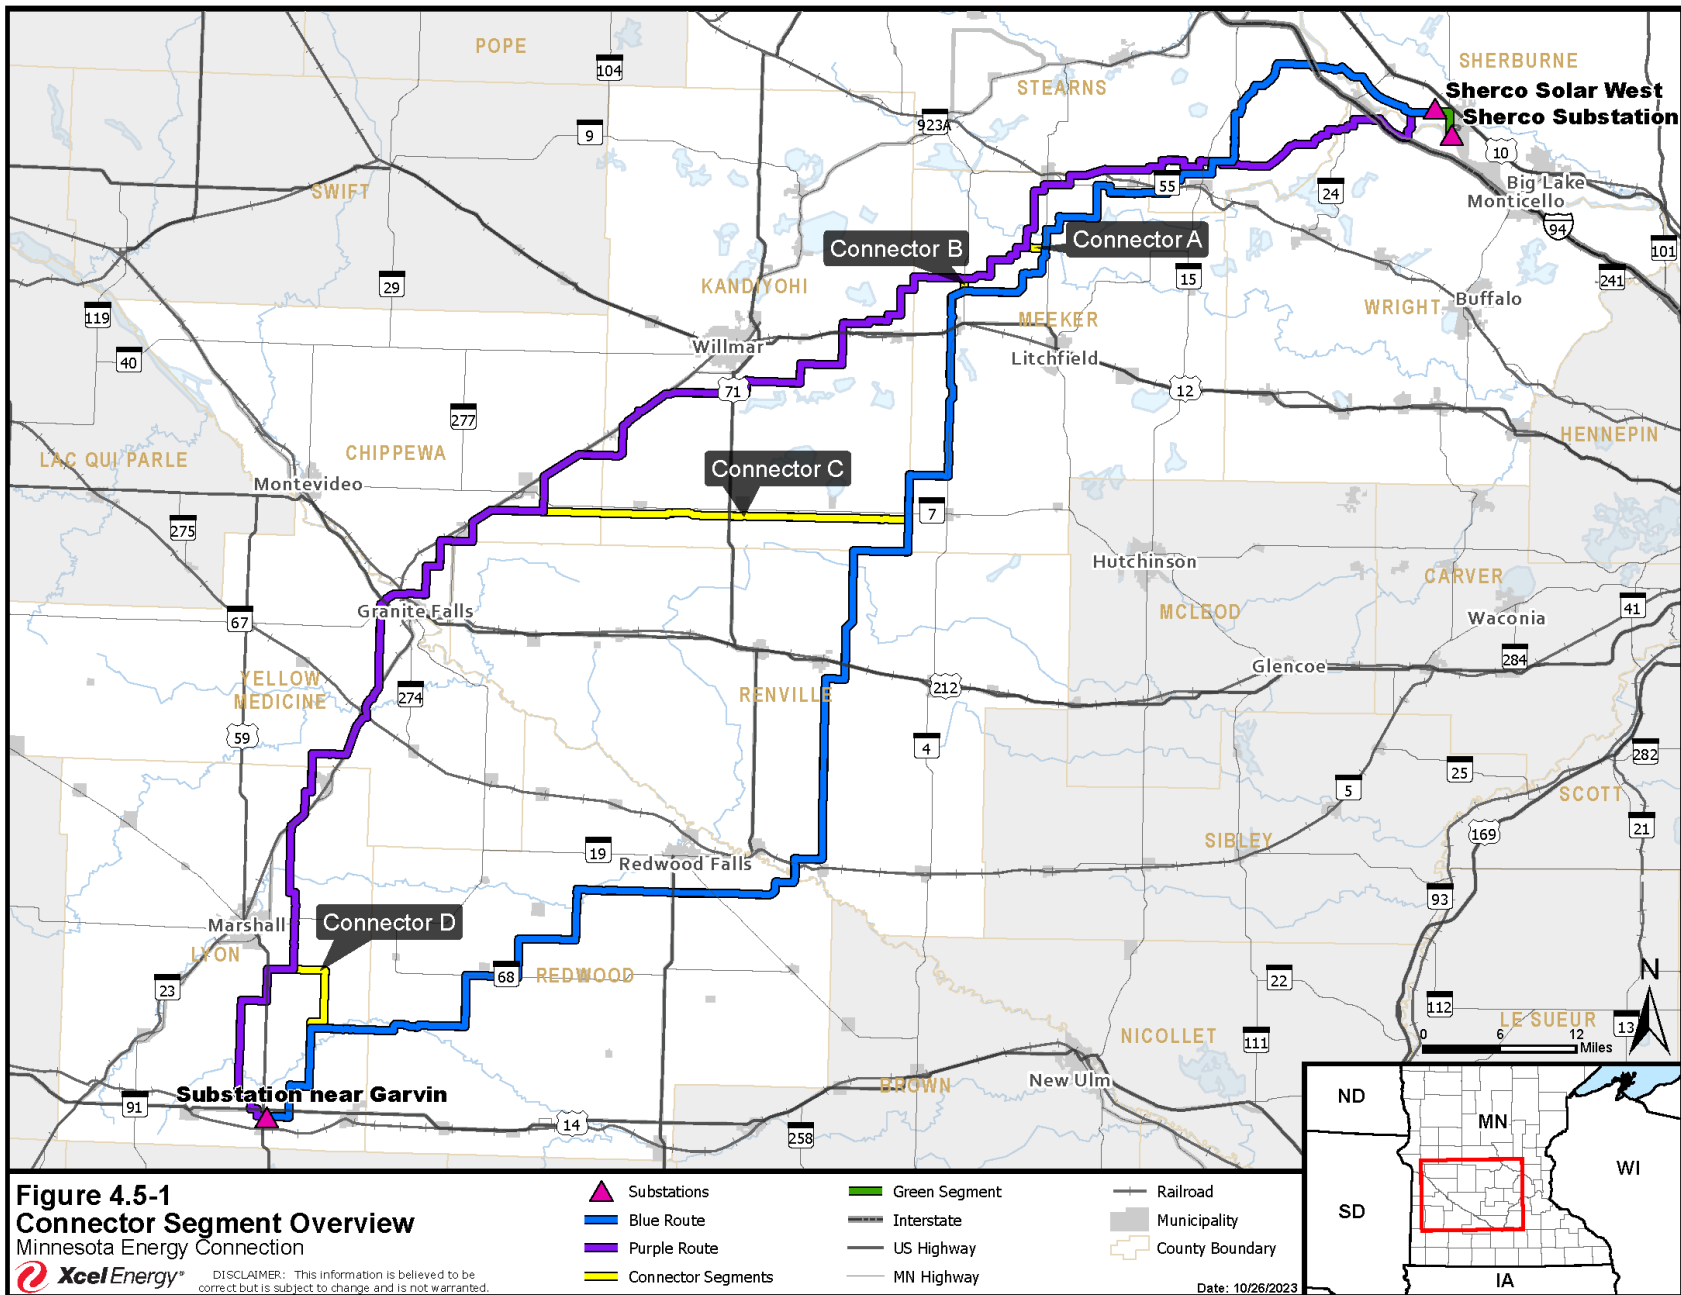 POPE
104
STEARNS
SHERBURNE
Sherco Solar West
Sherco Substation
923A
9
10
Big Lake
Monticello
SWIFT
55
24
94
101
Connector B
Connector A
29
KANDIYOHI
15
241
119
WRIGHT
Buffalo
MEEKER
40
Willmar
Litchfield
71
12
277
HENNEPIN
LAC QUI PARLE
CHIPPEWA
Connector C
Montevideo
7
275
Hutchinson
CARVER
67
Granite Falls
MCLEOD
Waconia
41
284
Glencoe
YELLOW
MEDICINE
274
212
RENVILLE
59
4
282
25
5
SCOTT
169
21
19
Redwood Falls
SIBLEY
93
Marshall
Connector D
LYON
68
REDWOOD
22
23
N
112
LE SUEUR
13
0 6 12
Miles
NICOLLET
111
BROWN
New Ulm
Substation near Garvin
91
14
258
ND
MN
WI
SD
IA
Figure 4.5-1
Connector Segment Overview
Minnesota Energy Connection
Xcel Energy®
DISCLAIMER: This information is believed to be
correct but is subject to change and is not warranted.
Substations
Blue Route
Purple Route
Connector Segments
Green Segment
Interstate
US Highway
MN Highway
Railroad
Municipality
County Boundary
Date: 10/26/2023